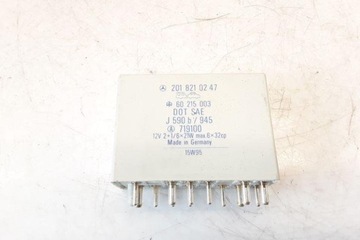 201 821 02 47
60 215 003
DOT SAE
J 590 b / 945
719100
12V 2+1/6×21W max.6×32cp
Made in Germany
15W95